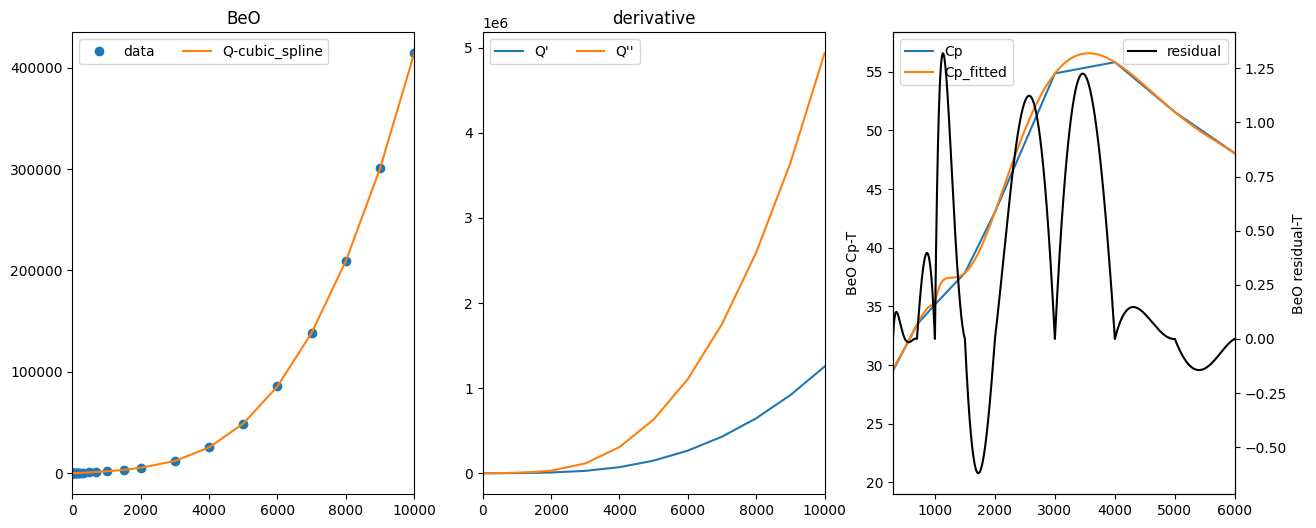 BeO
data
Q-cubic_spline
400000
300000
200000
100000
0
0 2000 4000 6000 8000 10000
derivative
1e6
Q'
Q''
5
4
3
2
1
0
0 2000 4000 6000 8000 10000
Cp
Cp_fitted
residual
BeO Cp-T
55
50
45
40
35
30
25
20
1000 2000 3000 4000 5000 6000
1.25
1.00
0.75
0.50
0.25
0.00
−0.25
−0.50
BeO residual-T